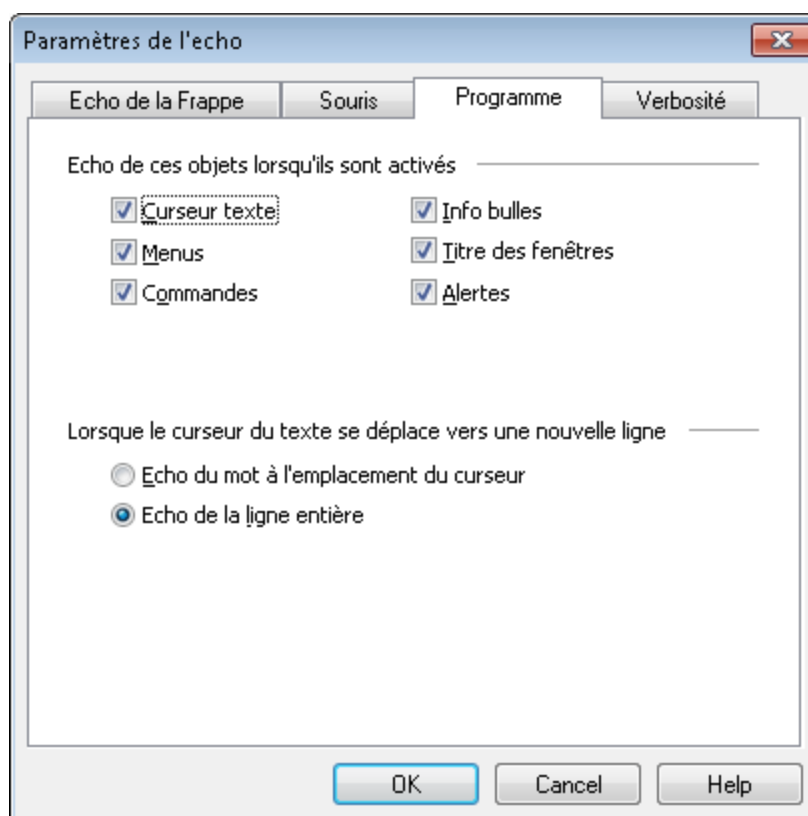 Paramètres de l'echo
Echo de la Frappe Souris Programme Verbosité
Echo de ces objets lorsqu'ils sont activés
Curseur texte Info bulles
Menus Titre des fenêtres
Commandes Alertes
Lorsque le curseur du texte se déplace vers une nouvelle ligne
Echo du mot à l'emplacement du curseur
Echo de la ligne entière
OK Cancel Help